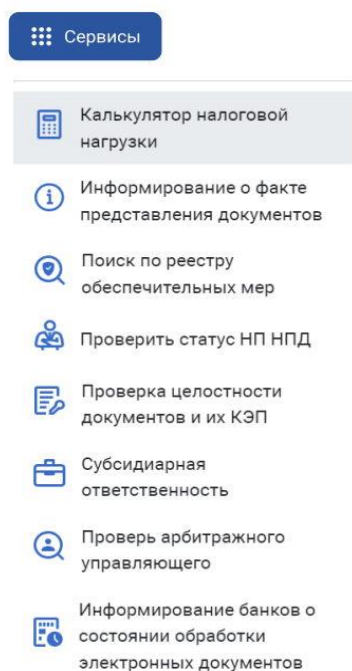 Сервисы
Калькулятор налоговой
нагрузки
Информирование о факте
представления документов
Поиск по реестру
обеспечительных мер
Проверить статус НП НПД
Проверка целостности
документов и их КЭП
Субсидиарная
ответственность
Проверь арбитражного
управляющего
Информирование банков о
состоянии обработки
электронных документов